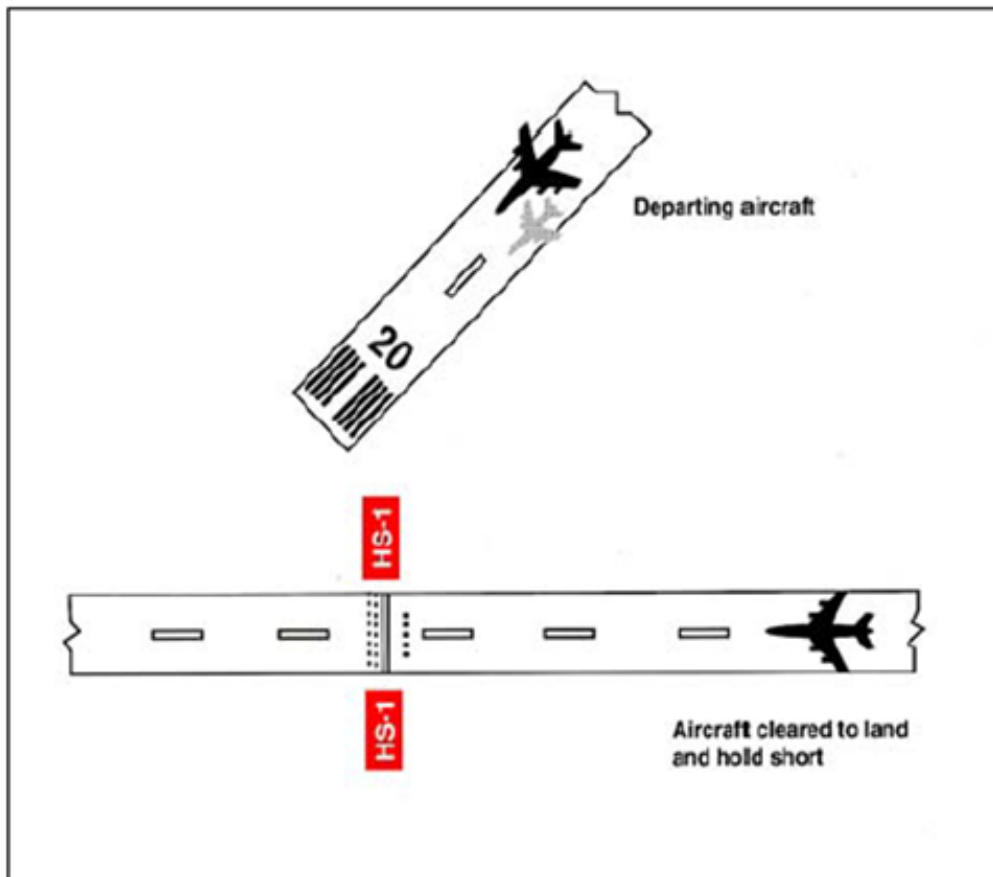 Departing aircraft
20
HS-1
HS-1
Aircraft cleared to land
and hold short